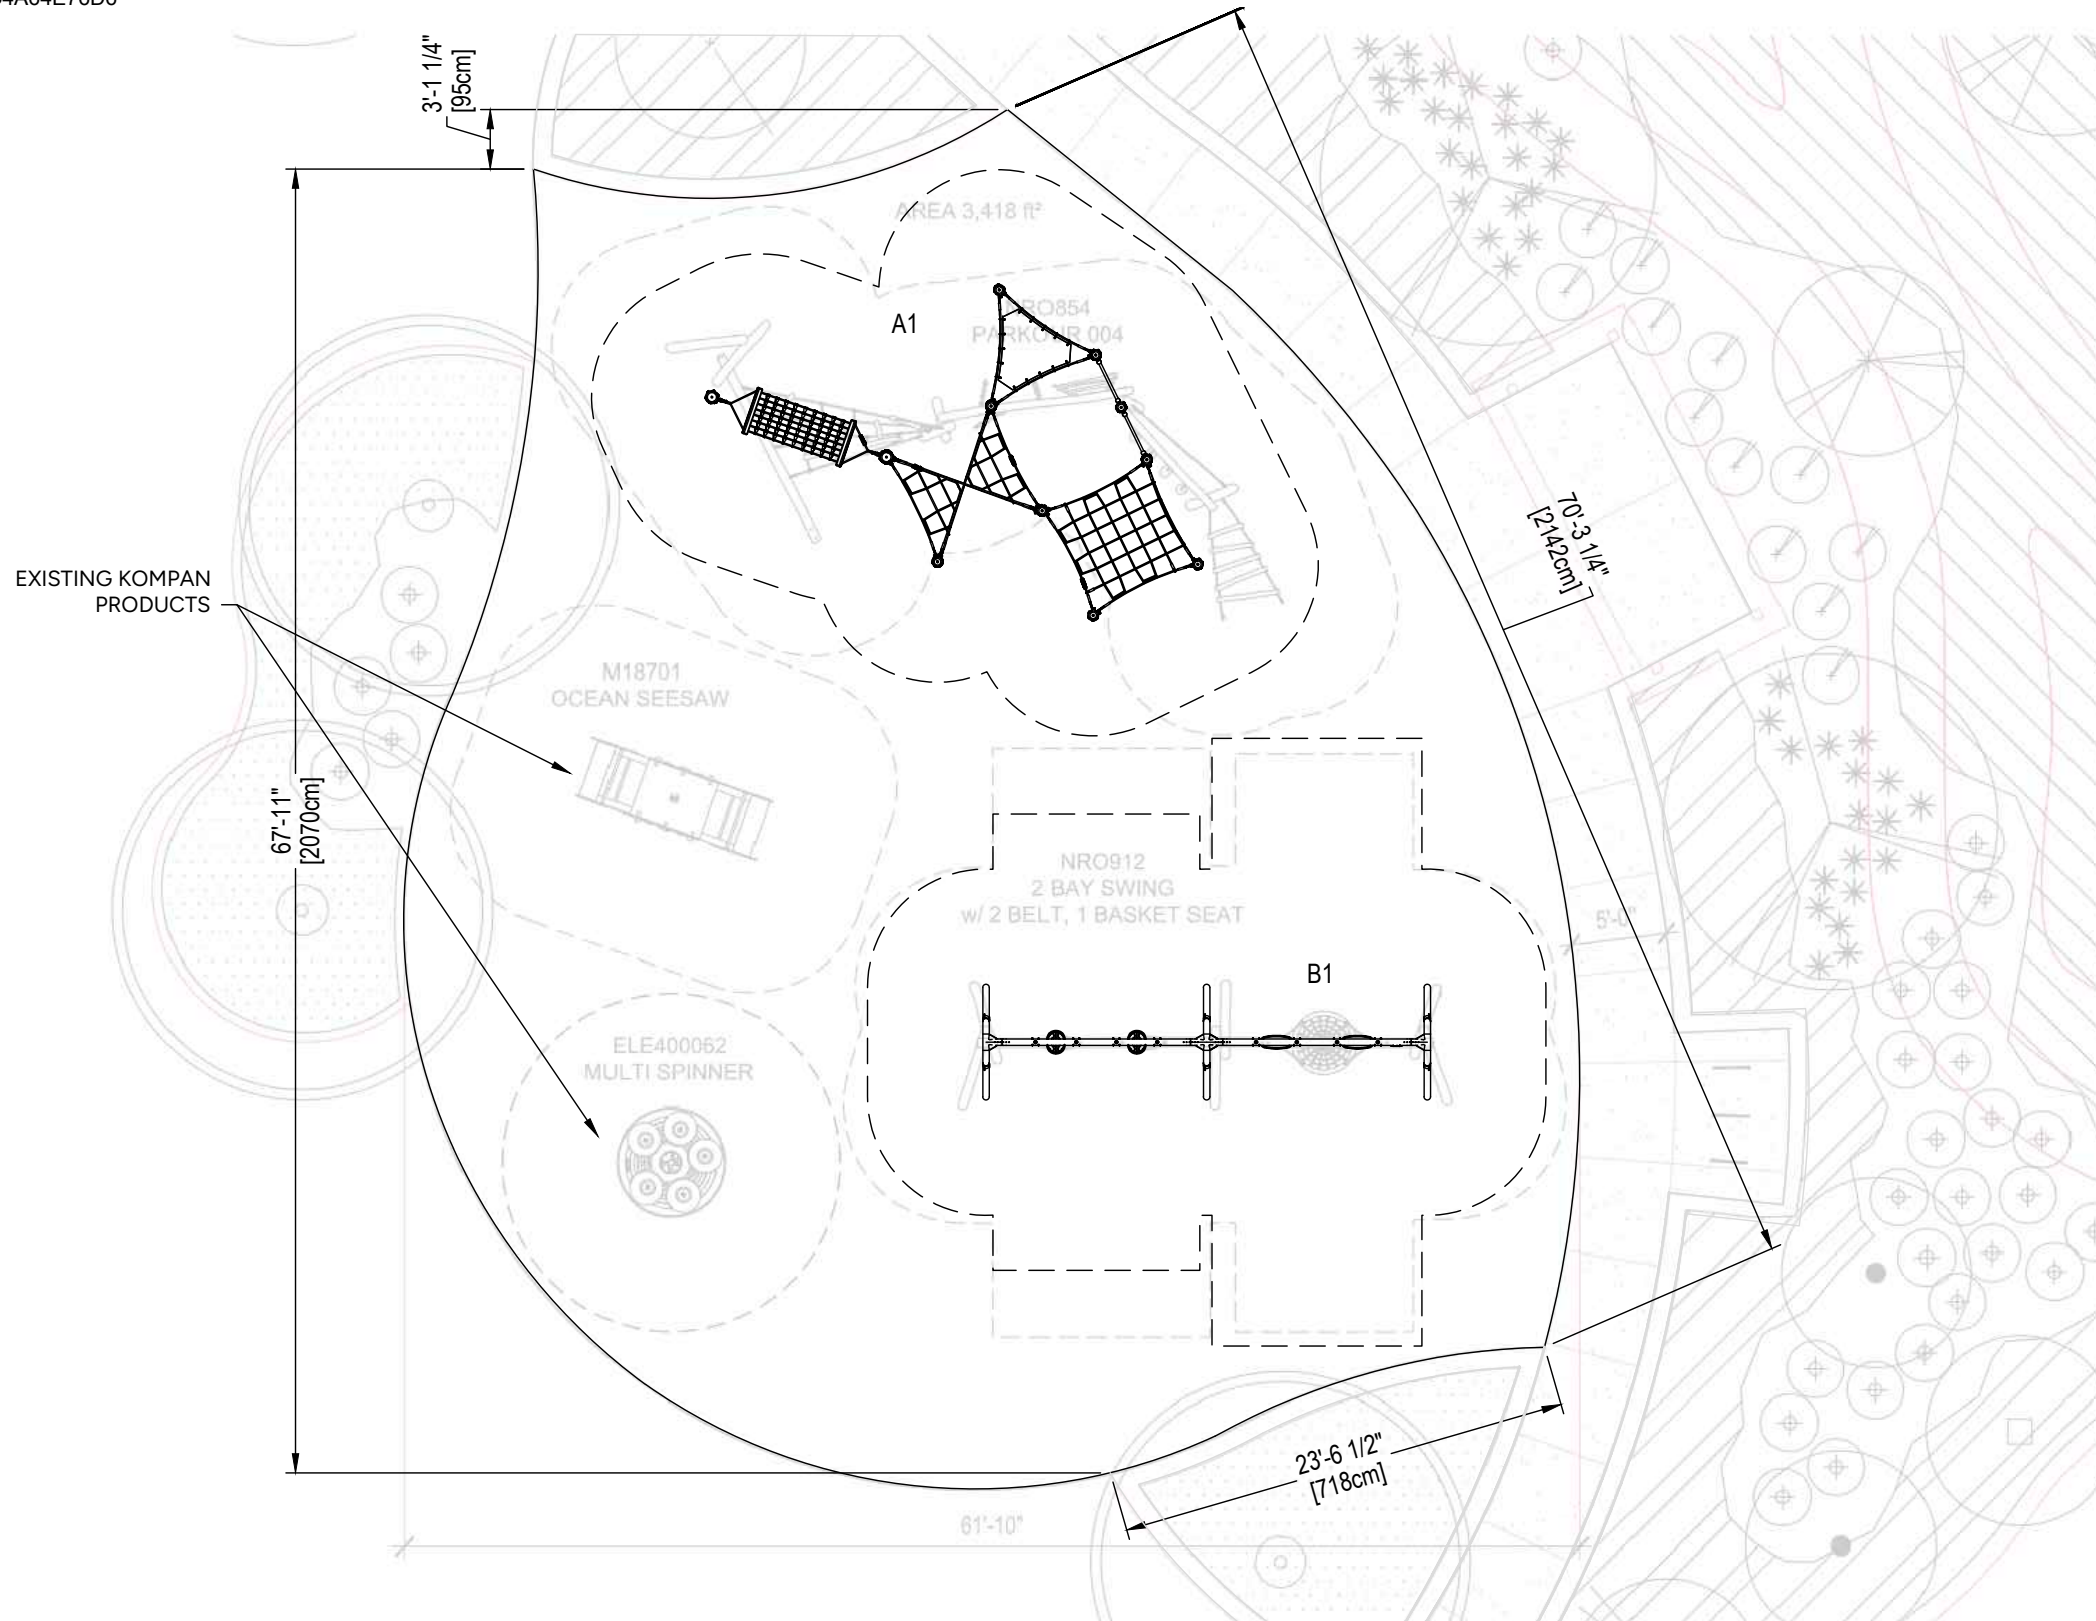 3'-1 1/4"
[95cm]
AREA 3,418 ft²
A1
PARKOUR 004
70'-3 1/4"
[2142cm]
EXISTING KOMPAN
PRODUCTS
M18701
OCEAN SEESAW
67'-11"
[2070cm]
NRO912
2 BAY SWING
w/ 2 BELT, 1 BASKET SEAT
5'-0"
B1
ELE400062
MULTI SPINNER
23'-6 1/2"
[718cm]
61'-10"